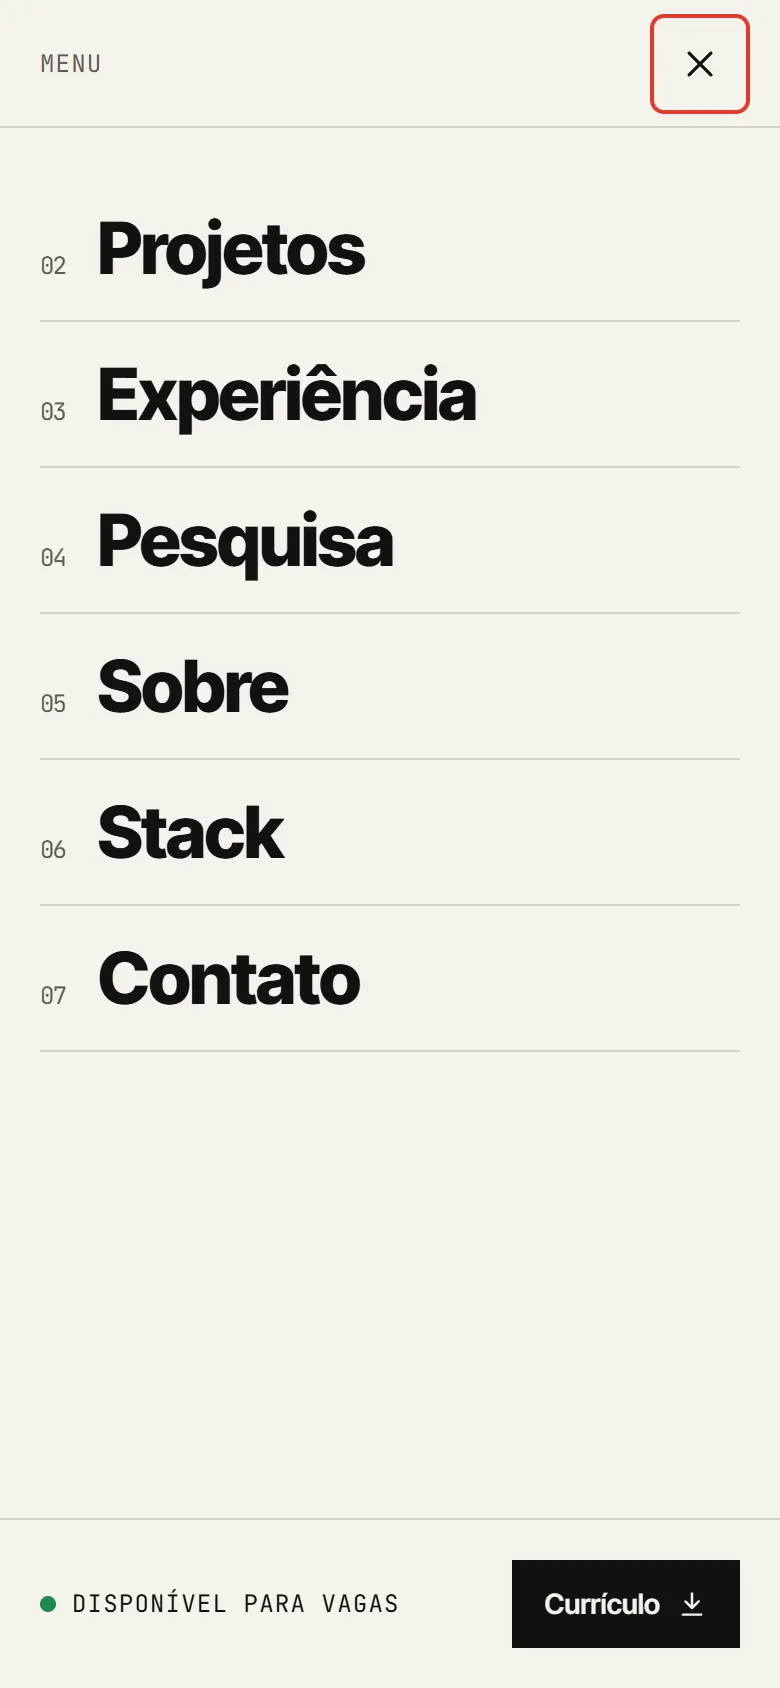 MENU
02 Projetos
03 Experiência
04 Pesquisa
05 Sobre
06 Stack
07 Contato
DISPONÍVEL PARA VAGAS
Currículo